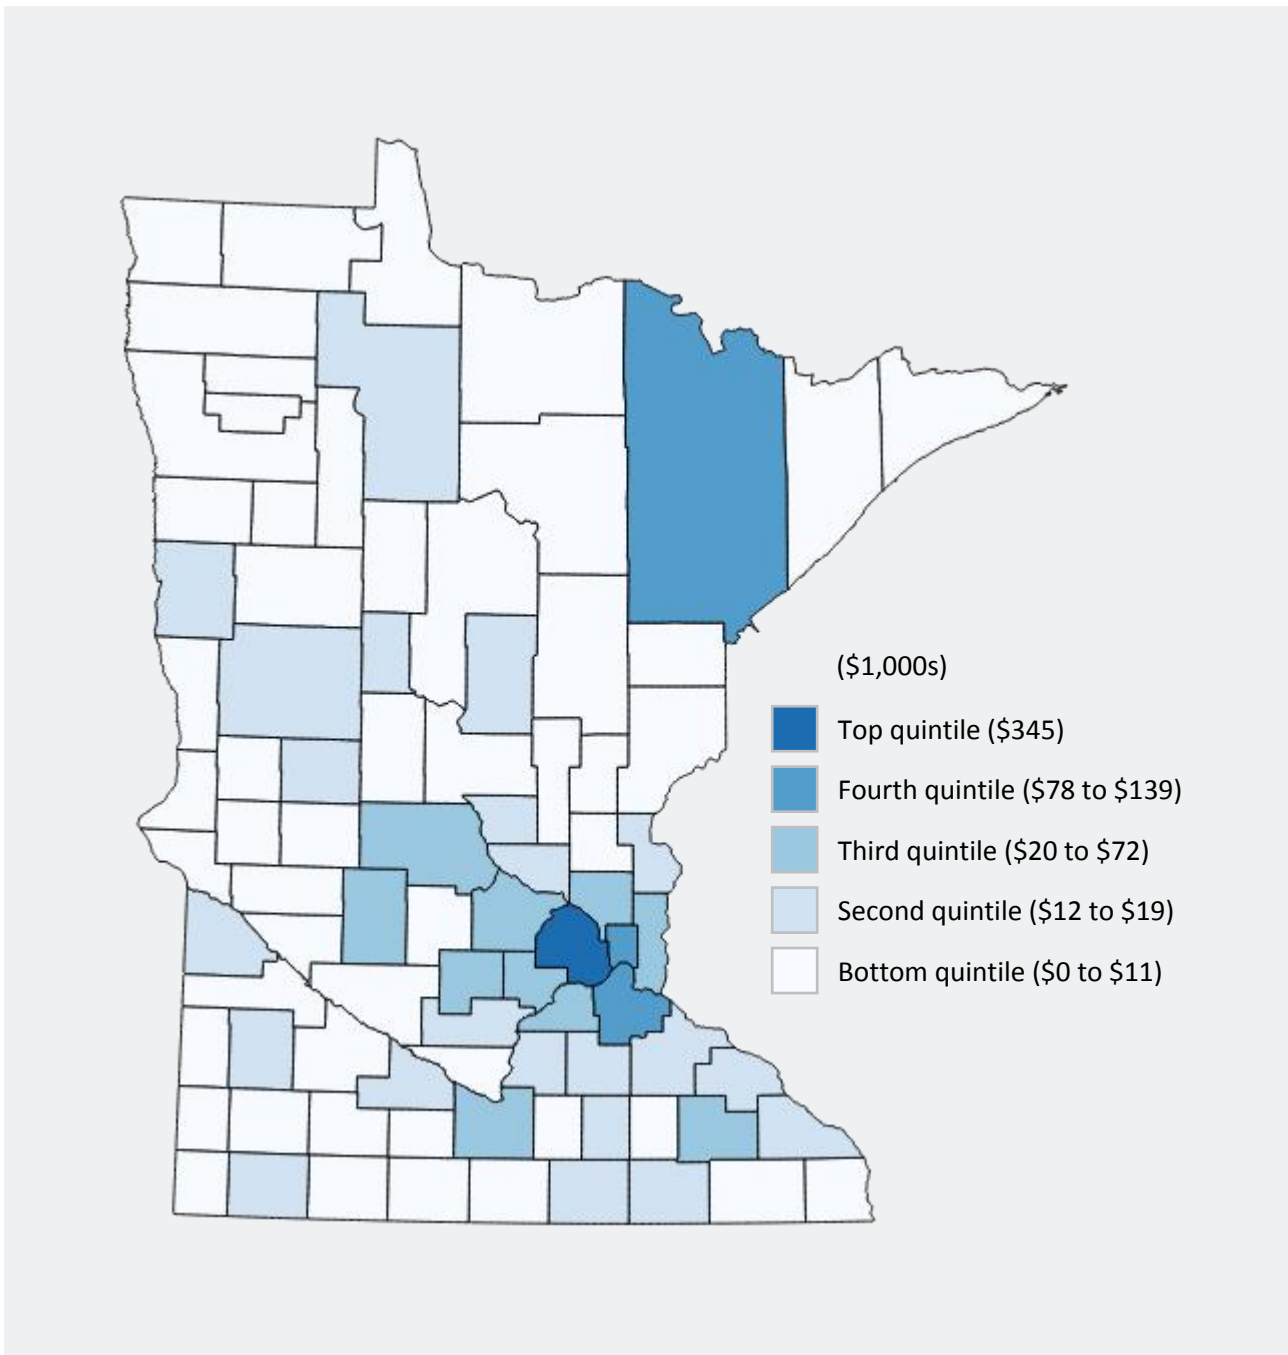 ($1,000s)
Top quintile ($345)
Fourth quintile ($78 to $139)
Third quintile ($20 to $72)
Second quintile ($12 to $19)
Bottom quintile ($0 to $11)